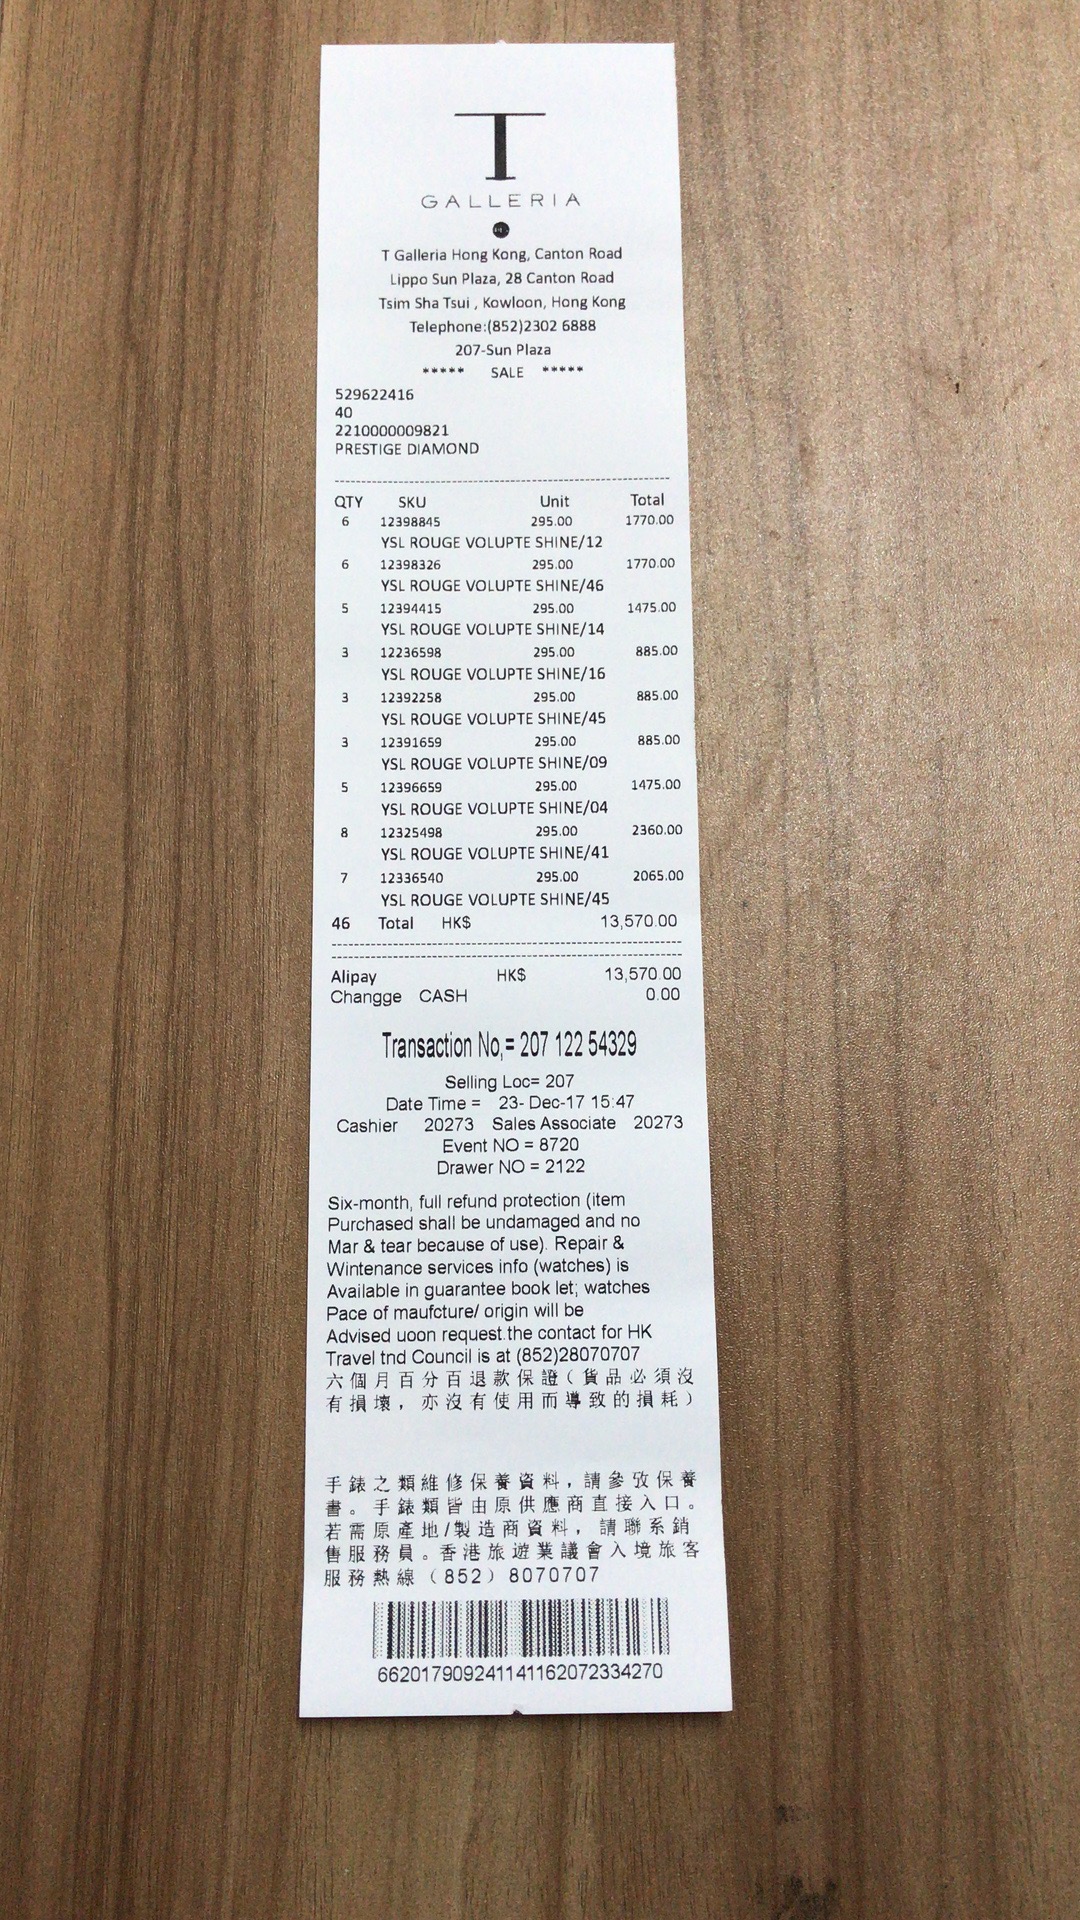 T
GALLERIA
T Galleria Hong Kong, Canton Road
Lippo Sun Plaza, 28 Canton Road
Tsim Sha Tsui , Kowloon, Hong Kong
Telephone:(852)2302 6888
207-Sun Plaza
***** SALE *****
529622416
40
2210000009821
PRESTIGE DIAMOND
QTY SKU Unit Total
6 12398845 295.00 1770.00
YSL ROUGE VOLUPTE SHINE/12
6 12398326 295.00 1770.00
YSL ROUGE VOLUPTE SHINE/46
5 12394415 295.00 1475.00
YSL ROUGE VOLUPTE SHINE/14
3 12236598 295.00 885.00
YSL ROUGE VOLUPTE SHINE/16
3 12392258 295.00 885.00
YSL ROUGE VOLUPTE SHINE/45
3 12391659 295.00 885.00
YSL ROUGE VOLUPTE SHINE/09
5 12396659 295.00 1475.00
YSL ROUGE VOLUPTE SHINE/04
8 12325498 295.00 2360.00
YSL ROUGE VOLUPTE SHINE/41
7 12336540 295.00 2065.00
YSL ROUGE VOLUPTE SHINE/45
46 Total HK$ 13,570.00
Alipay HK$ 13,570.00
Changge CASH 0.00
Transaction No,= 207 122 54329
Selling Loc= 207
Date Time = 23- Dec-17 15:47
Cashier 20273 Sales Associate 20273
Event NO = 8720
Drawer NO = 2122
Six-month, full refund protection (item
Purchased shall be undamaged and no
Mar & tear because of use). Repair &
Wintenance services info (watches) is
Available in guarantee book let; watches
Pace of maufcture/ origin will be
Advised uoon request.the contact for HK
Travel tnd Council is at (852)28070707
六個月百分百退款保證（貨品必須沒
有損壞，亦沒有使用而導致的損耗）
手錶之類維修保養資料，請參攷保養
書。手錶類皆由原供應商直接入口。
若需原產地/製造商資料，請聯系銷
售服務員。香港旅遊業議會入境旅客
服務熱線（852）8070707
6620179092411411620723342​70